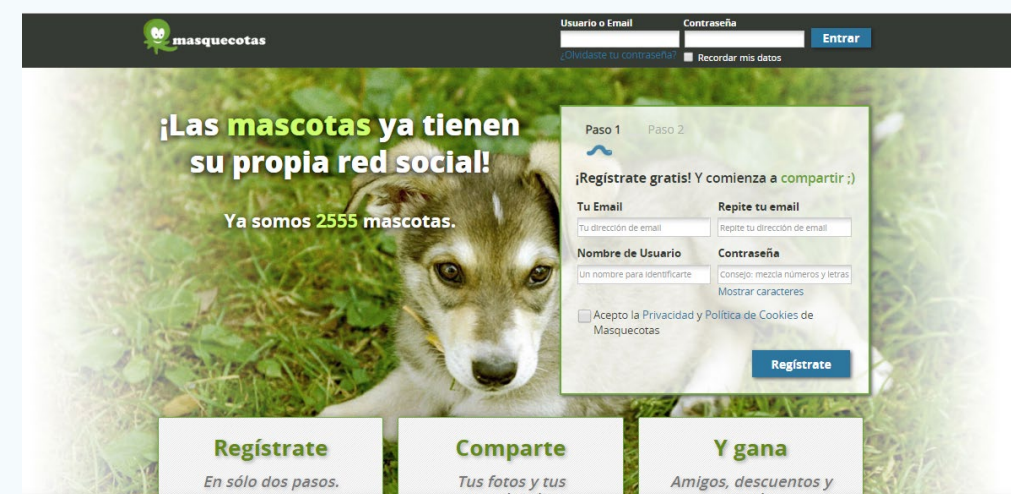 masquecotas
Usuario o Email
Contraseña
Entrar
¿Olvidaste tu contraseña?
Recordar mis datos
¡Las mascotas ya tienen
su propia red social!
Ya somos 2555 mascotas.
Paso 1 Paso 2
¡Regístrate gratis! Y comienza a compartir ;)
Tu Email
Repite tu email
Tu dirección de email
Repite tu dirección de email
Nombre de Usuario
Contraseña
Un nombre para identificarte
Consejo: mezcla números y letras
Mostrar caracteres
Acepto la Privacidad y Política de Cookies de
Masquecotas
Regístrate
Regístrate
En sólo dos pasos.
Comparte
Tus fotos y tus
Y gana
Amigos, descuentos y